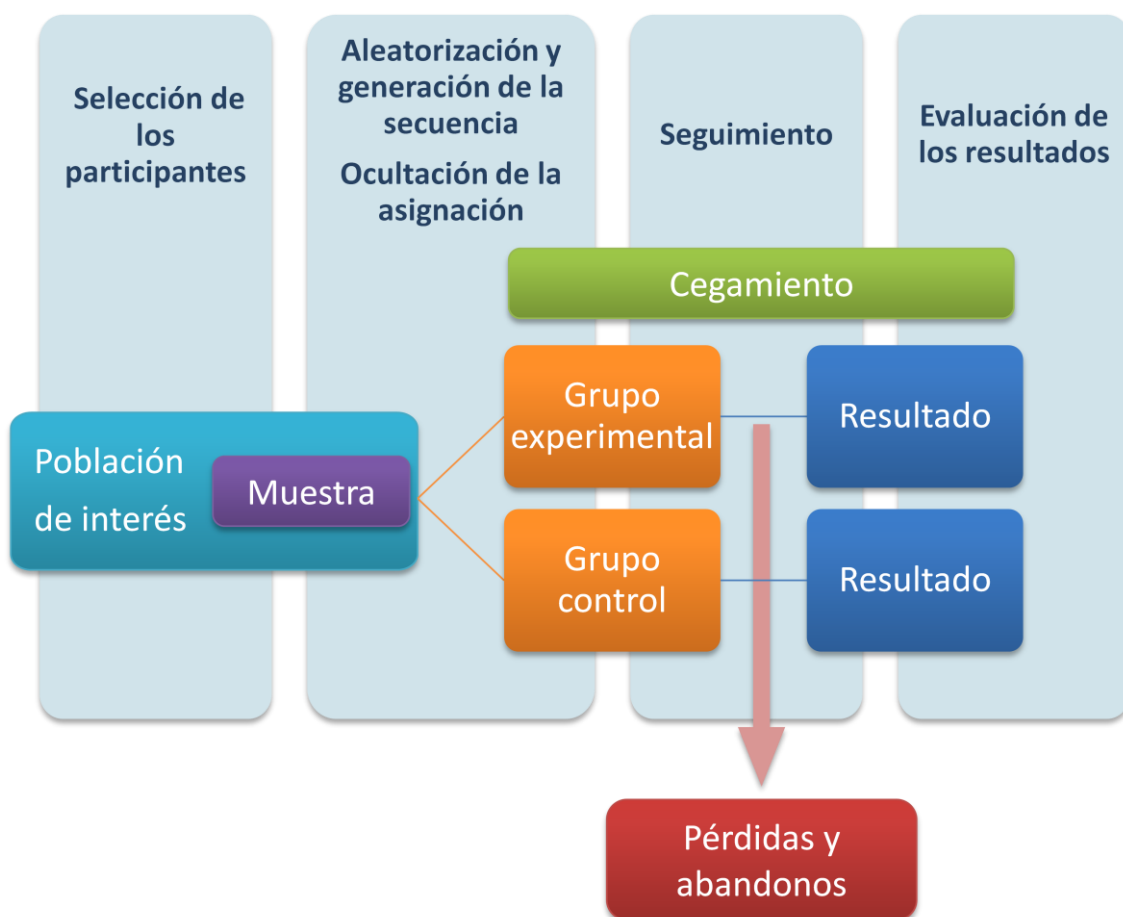 Selección de
los
participantes
Aleatorización y
generación de la
secuencia
Ocultación de la
asignación
Seguimiento
Evaluación de
los resultados
Cegamiento
Población
de interés
Muestra
Grupo
experimental
Resultado
Grupo
control
Resultado
Pérdidas y
abandonos